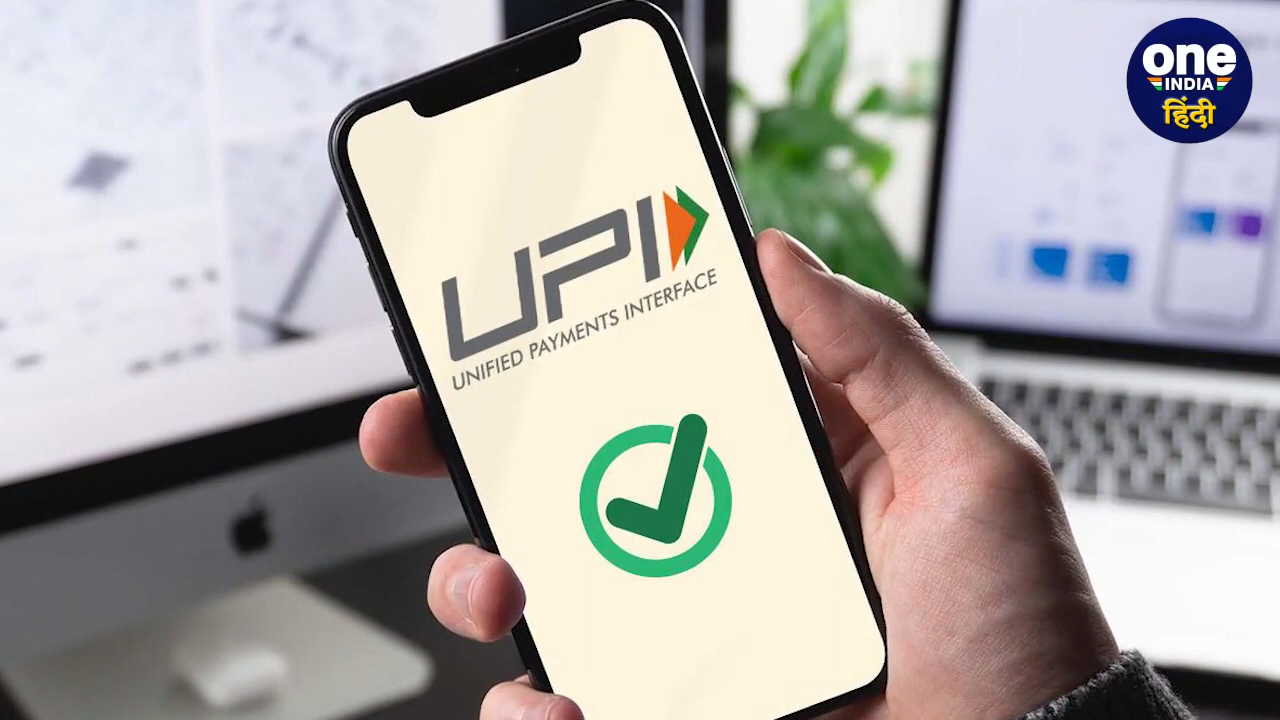 one
INDIA
हिंदी
UPI
UNIFIED PAYMENTS INTERFACE